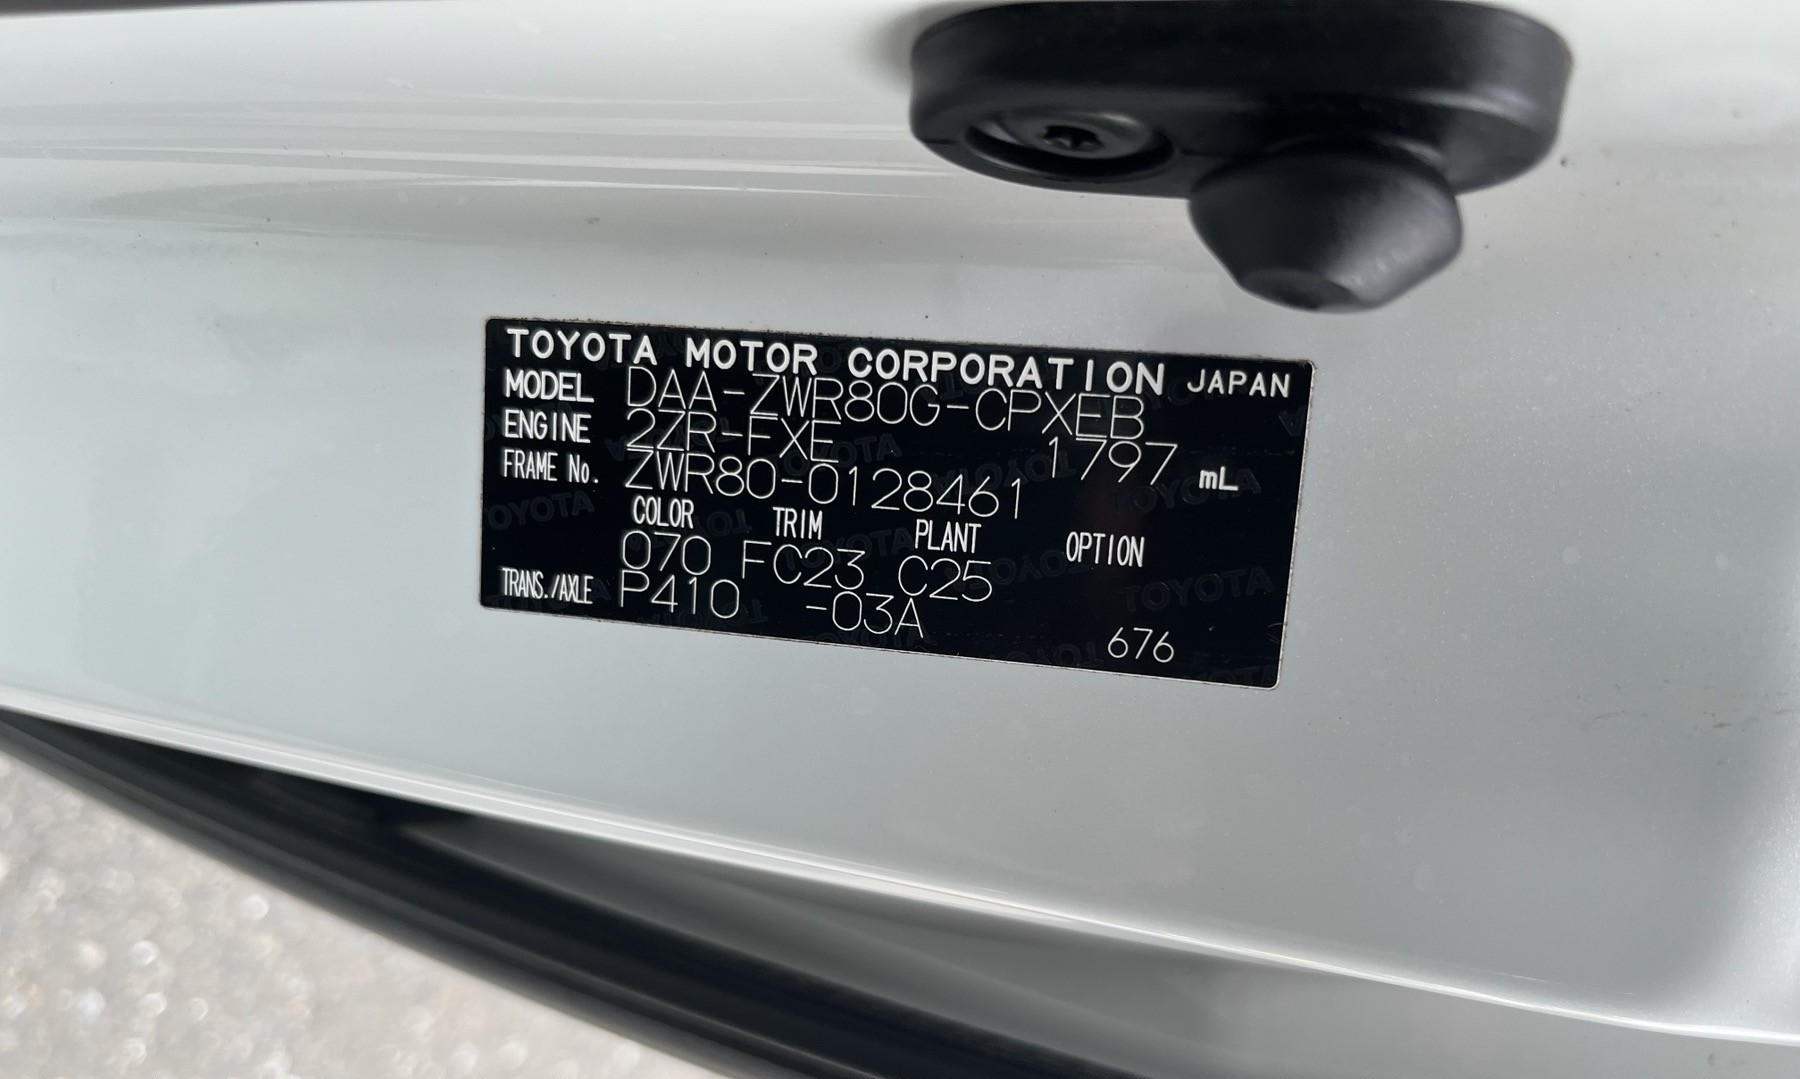 TOYOTA MOTOR CORPORATION JAPAN
MODEL DAA-ZWR80G-CPXEB
ENGINE 2ZR-FXE 1797 mL
FRAME No. ZWR80-0128461
COLOR TRIM PLANT OPTION
070 FC23 C25
TRANS./AXLE P410 -03A
676